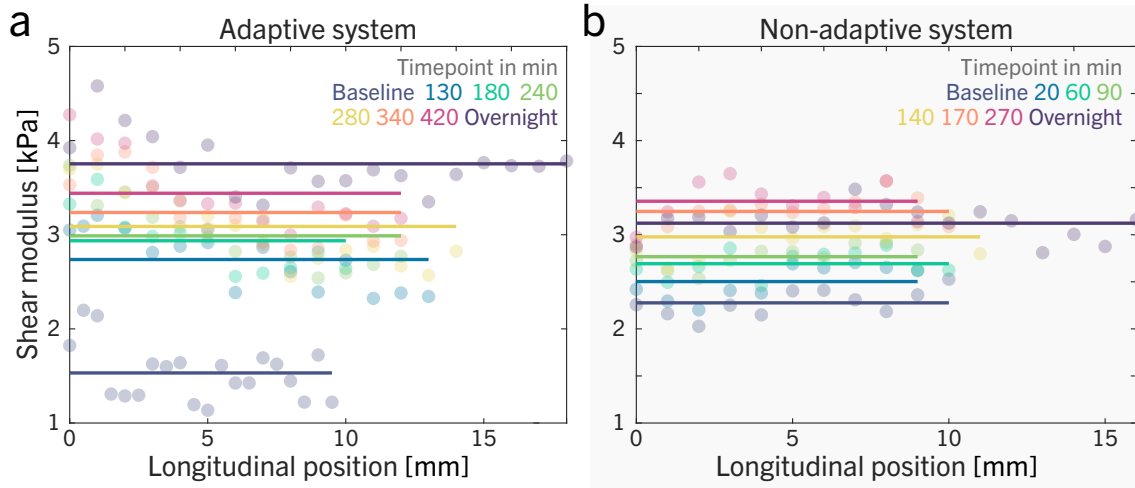 a
Adaptive system
Timepoint in min
Baseline 130 180 240
280 340 420 Overnight
5
4
3
2
1
0 5 10 15
Shear modulus [kPa]
Longitudinal position [mm]
b
Non-adaptive system
Timepoint in min
Baseline 20 60 90
140 170 270 Overnight
5
4
3
2
1
0 5 10 15
Longitudinal position [mm]